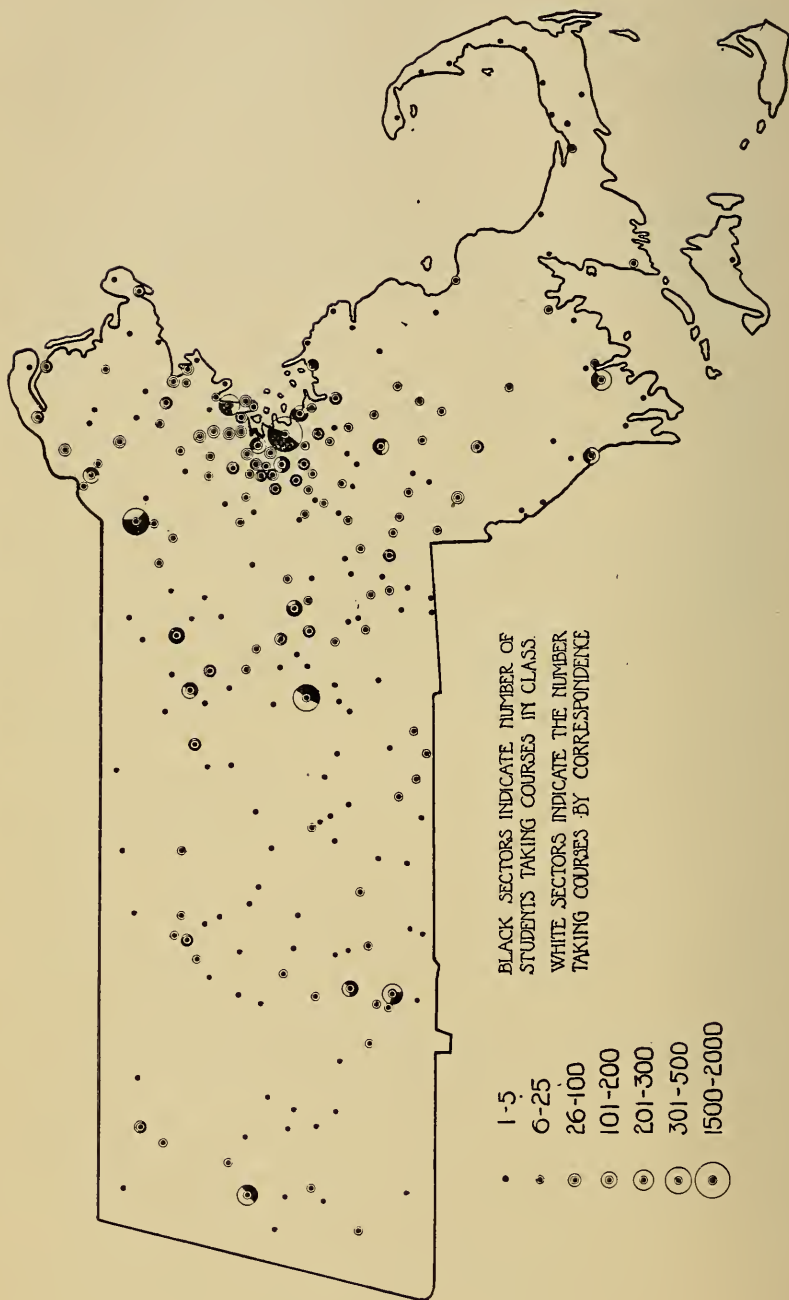 BLACK SECTORS INDICATE NUMBER OF
STUDENTS TAKING COURSES IN CLASS.
WHITE SECTORS INDICATE THE NUMBER
TAKING COURSES BY CORRESPONDENCE
1-5
6-25
26-100
101-200
201-300
301-500
1500-2000